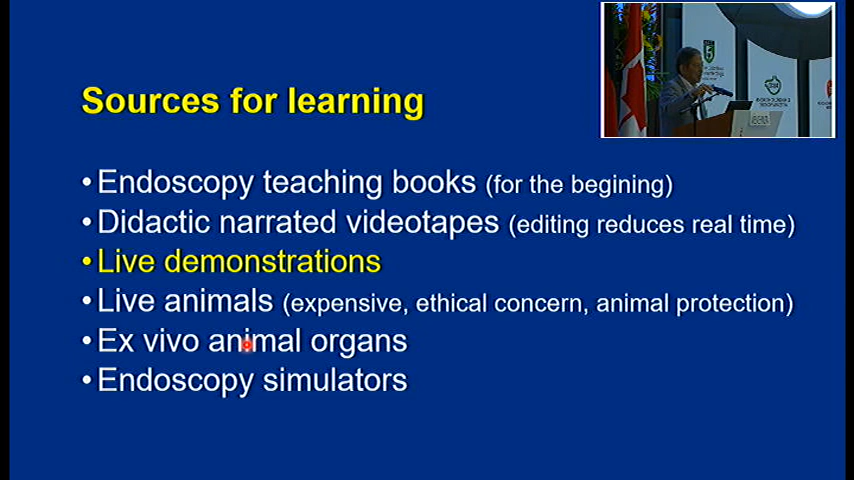 Sources for learning
•Endoscopy teaching books (for the begining)
•Didactic narrated videotapes (editing reduces real time)
•Live demonstrations
•Live animals (expensive, ethical concern, animal protection)
•Ex vivo animal organs
•Endoscopy simulators